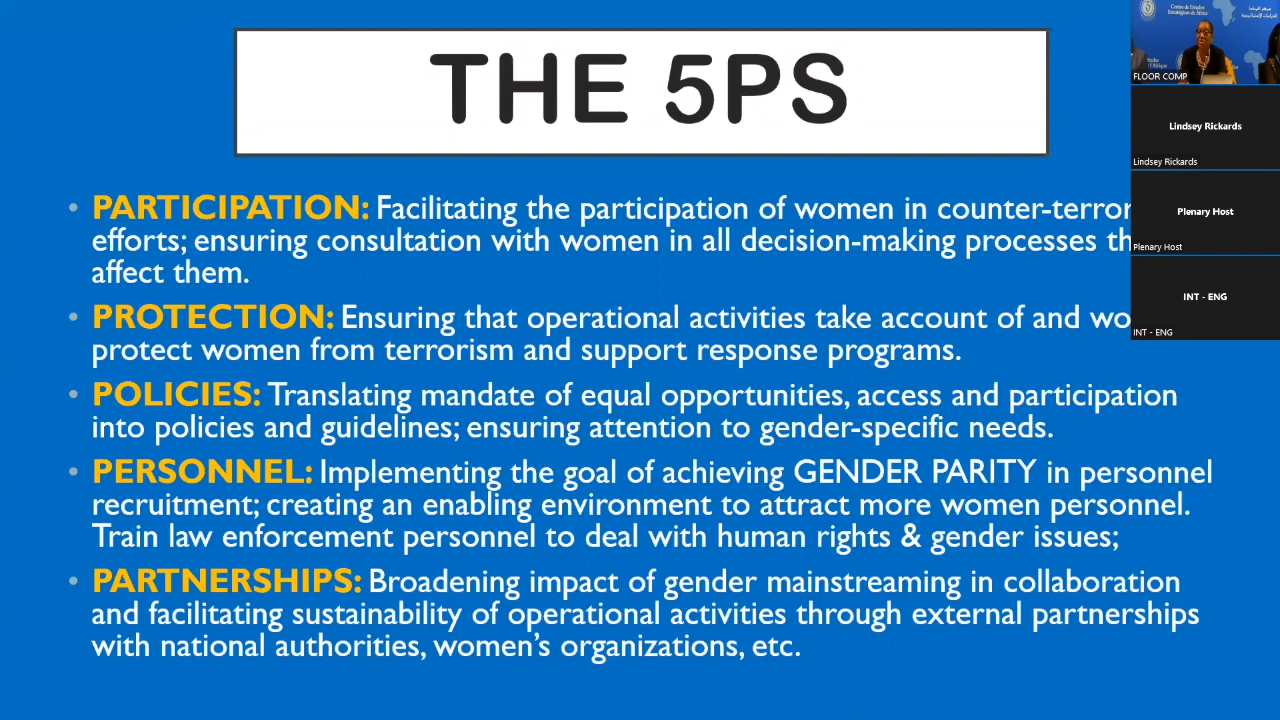 THE 5PS
• PARTICIPATION: Facilitating the participation of women in counter-terror
efforts; ensuring consultation with women in all decision-making processes th
affect them.
• PROTECTION: Ensuring that operational activities take account of and wo
protect women from terrorism and support response programs.
• POLICIES: Translating mandate of equal opportunities, access and participation
into policies and guidelines; ensuring attention to gender-specific needs.
• PERSONNEL: Implementing the goal of achieving GENDER PARITY in personnel
recruitment; creating an enabling environment to attract more women personnel.
Train law enforcement personnel to deal with human rights & gender issues;
• PARTNERSHIPS: Broadening impact of gender mainstreaming in collaboration
and facilitating sustainability of operational activities through external partnerships
with national authorities, women's organizations, etc.
Centro de Estudos
Estratégicos de África
FLOOR COMP
Lindsey Rickards
Lindsey Rickards
Plenary Host
Plenary Host
INT - ENG
INT - ENG